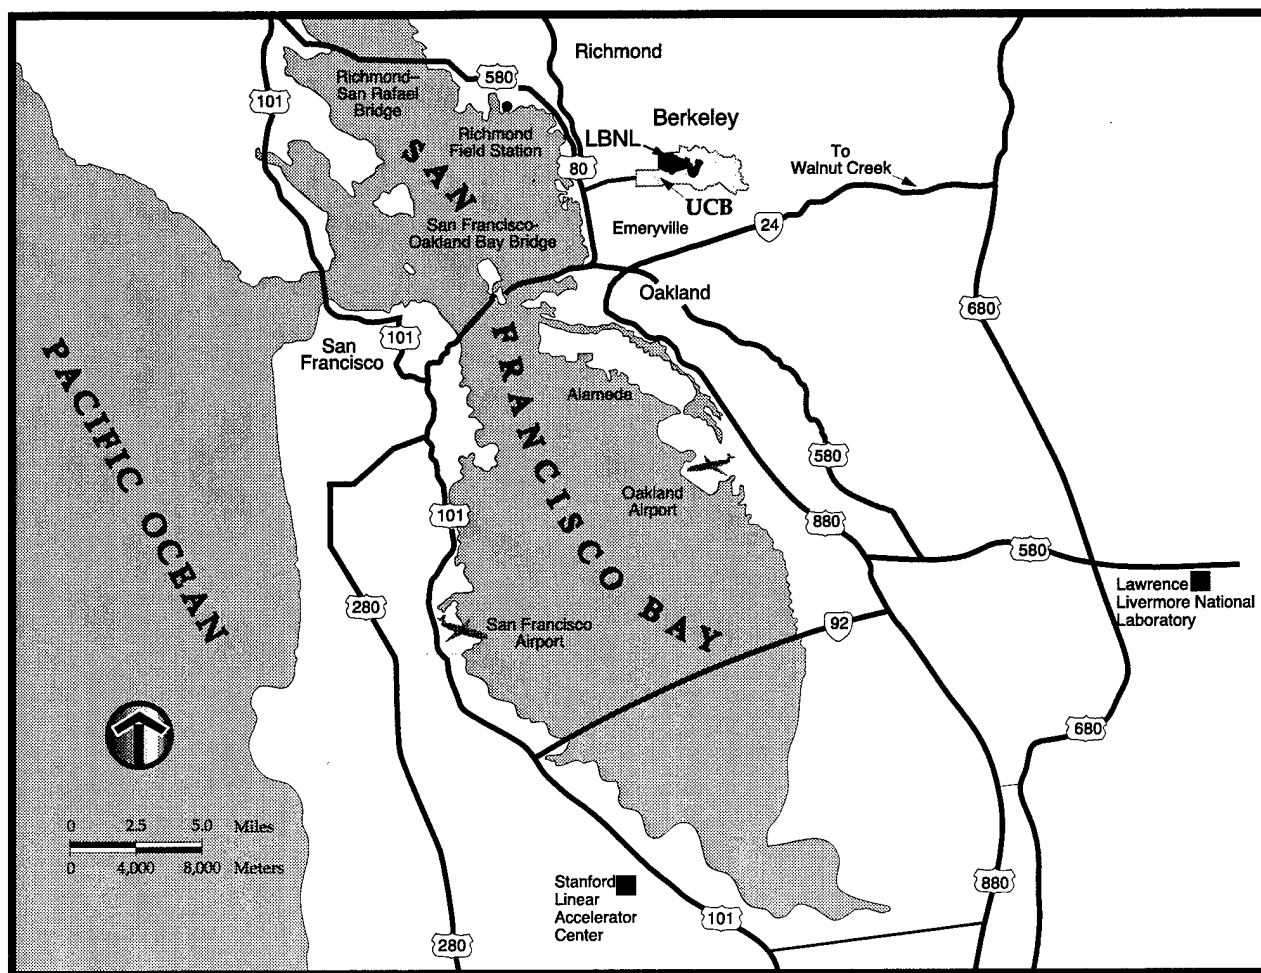 Richmond
580
Richmond–
San Rafael
Bridge
101
Berkeley
LBNL
Richmond
Field Station
80
To
Walnut Creek
SAN
UCB
24
San Francisco-
Oakland Bay Bridge
Emeryville
Oakland
680
101
San
Francisco
FRANCISCO BAY
PACIFIC OCEAN
Alameda
580
Oakland
Airport
101
880
580
Lawrence
Livermore National
Laboratory
280
San Francisco
Airport
92
680
0 2.5 5.0 Miles
0 4,000 8,000 Meters
Stanford
Linear
Accelerator
Center
880
101
280